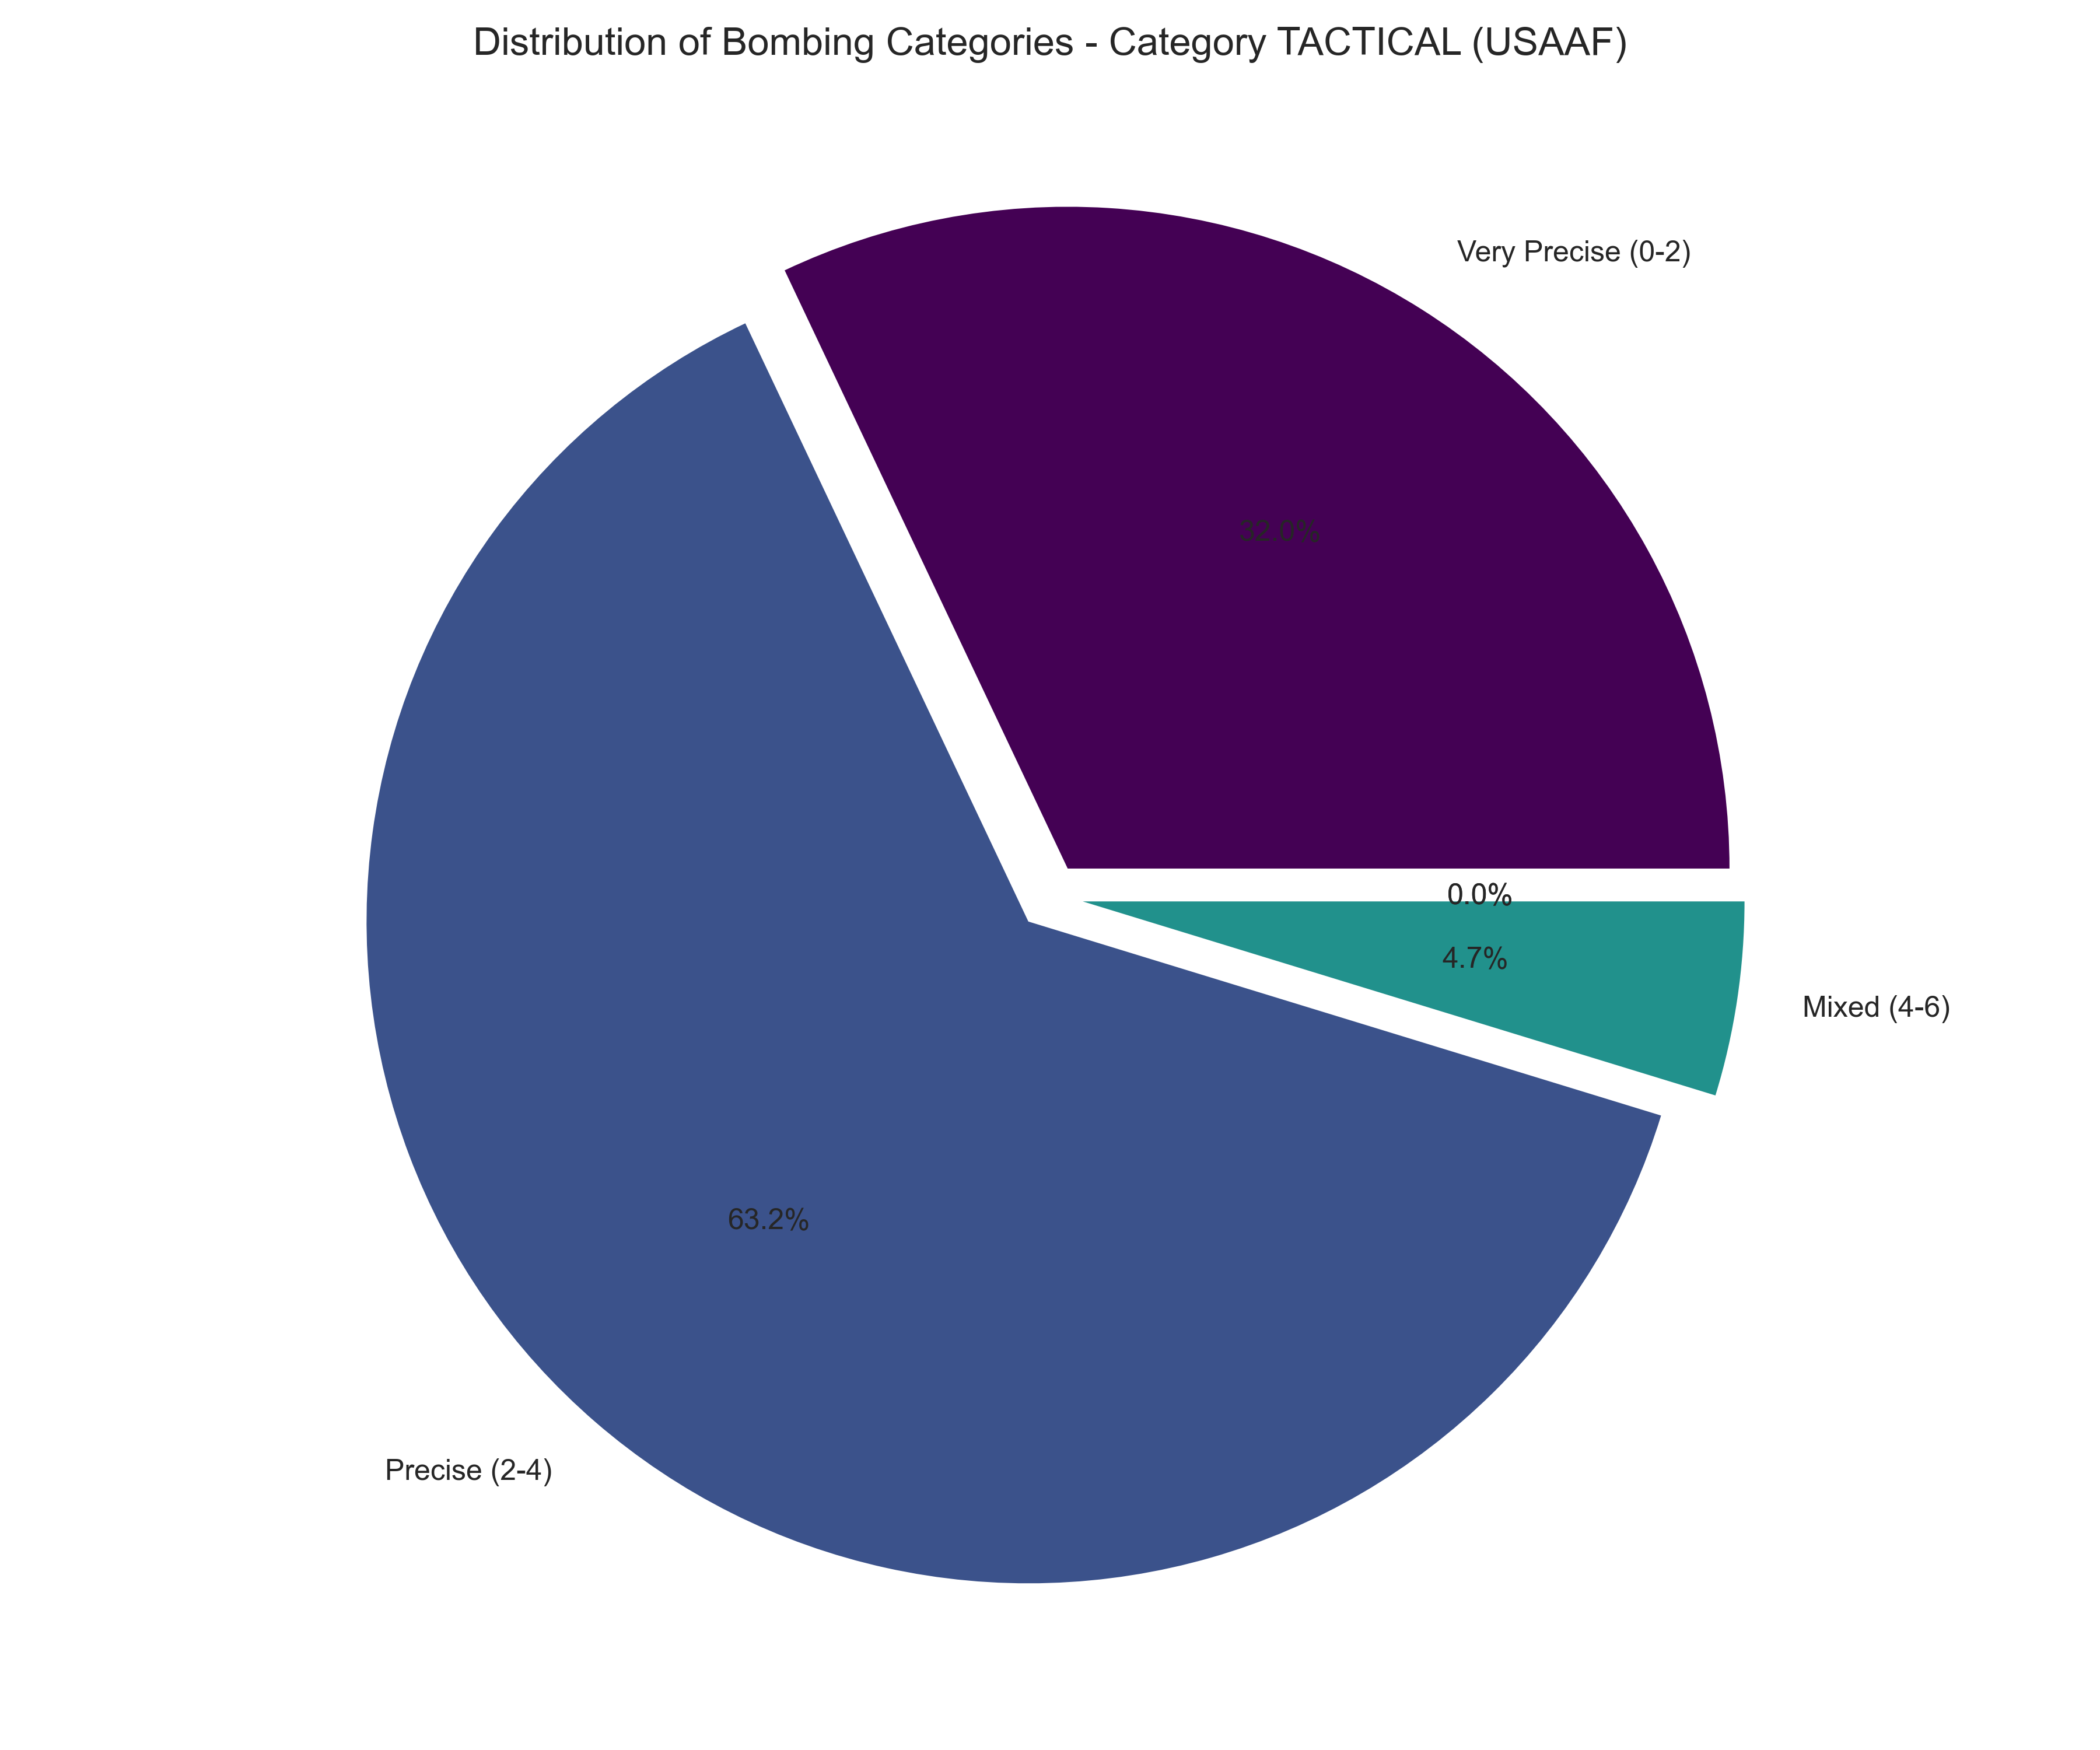 Distribution of Bombing Categories - Category TACTICAL (USAAF)
Very Precise (0-2)
32.0%
0.0%
4.7%
Mixed (4-6)
63.2%
Precise (2-4)